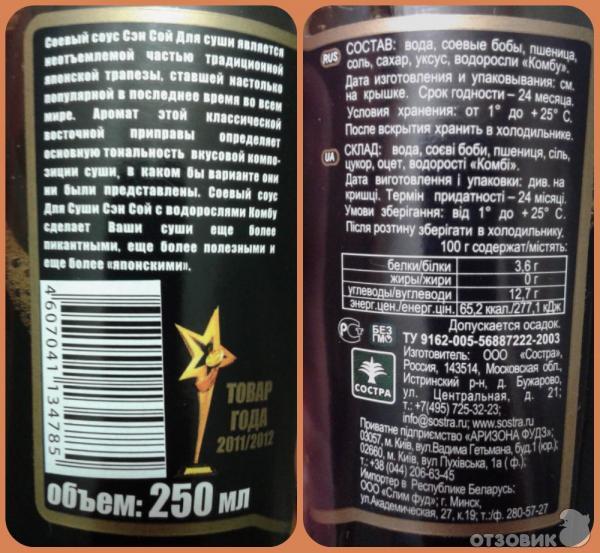 Соевый соус Сэн Сой Для суши является
неотъемлемой частью традиционной
японской трапезы, ставшей настолько
популярной в последнее время во всем
мире. Аромат этой классической
восточной приправы определяет
основную тональность вкусовой компо-
зиции суши, в каком бы варианте они
ни были представлены. Соевый соус
Для Суши Сэн Сой с водорослями Комбу
сделает Ваши суши еще более
пикантными, еще более полезными и
еще более «японскими».
4607041134785
ТОВАР
ГОДА
2011/2012
объем: 250 мл
RUS СОСТАВ: вода, соевые бобы, пшеница,
соль, сахар, уксус, водоросли «Комбу».
Дата изготовления и упаковывания: см.
на крышке. Срок годности – 24 месяца.
Условия хранения: от 1° до +25° С.
После вскрытия хранить в холодильнике.
UA СКЛАД: вода, соєві боби, пшениця, сіль,
цукор, оцет, водорості «Комбі».
Дата виготовлення і упаковки: див. на
кришці. Термін придатності – 24 місяці.
Умови зберігання: від 1° до +25° С.
Після розтину зберігати в холодильнику.
100 г содержат/містять:
белки/білки 3,6 г
жиры/жири 0 г
углеводы/вуглеводи 12,7 г
энерг.цен./енерг.цін. 65,2 ккал./277,1 кДж
Допускается осадок.
РСТ БЕЗ ГМО ТУ 9162-005-56887222-2003
СОСТРА
Изготовитель: ООО «Состра»,
Россия, 143514, Московская обл.,
Истринский р-н, д. Бужарово,
ул. Центральная, д. 21;
т.: +7(495) 725-32-23;
info@sostra.ru; www.sostra.ru
Приватне підприємство «АРИЗОНА ФУДЗ»;
03057, м. Київ, вул.Вадима Гетьмана, буд.1 (юр.);
02660, м. Київ, вул Пухівська, 1а ( ф.);
т.: +38 (044) 206-63-45
Импортер в Республике Беларусь:
ООО «Слим фуд», г. Минск,
ул.Академическая, 27, к.19; т./ф. 280-57-27
ОТЗОВИК